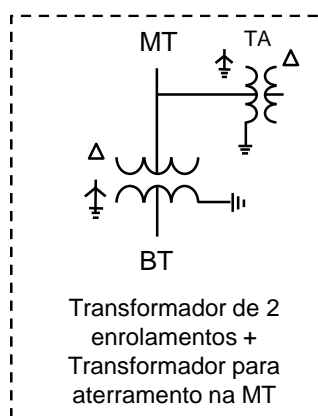 MT
TA
Δ
Δ
BT
Transformador de 2
enrolamentos +
Transformador para
aterramento na MT